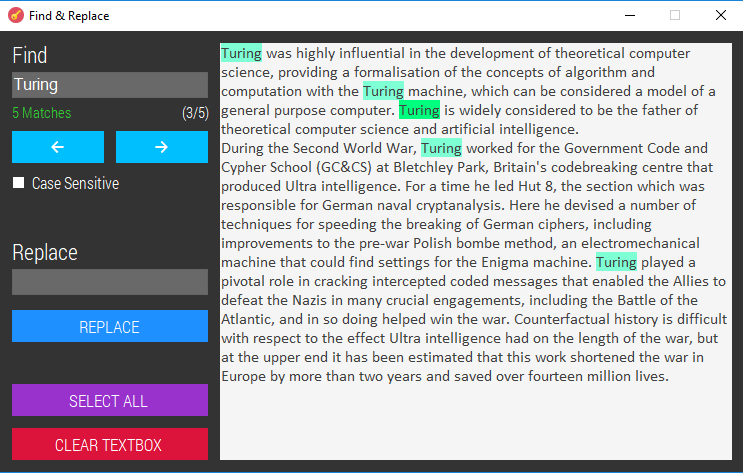 Find & Replace
Find
Turing
5 Matches (3/5)
Case Sensitive
Replace
REPLACE
SELECT ALL
CLEAR TEXTBOX
Turing was highly influential in the development of theoretical computer
science, providing a formalisation of the concepts of algorithm and
computation with the Turing machine, which can be considered a model of a
general purpose computer. Turing is widely considered to be the father of
theoretical computer science and artificial intelligence.
During the Second World War, Turing worked for the Government Code and
Cypher School (GC&CS) at Bletchley Park, Britain's codebreaking centre that
produced Ultra intelligence. For a time he led Hut 8, the section which was
responsible for German naval cryptanalysis. Here he devised a number of
techniques for speeding the breaking of German ciphers, including
improvements to the pre-war Polish bombe method, an electromechanical
machine that could find settings for the Enigma machine. Turing played a
pivotal role in cracking intercepted coded messages that enabled the Allies to
defeat the Nazis in many crucial engagements, including the Battle of the
Atlantic, and in so doing helped win the war. Counterfactual history is difficult
with respect to the effect Ultra intelligence had on the length of the war, but
at the upper end it has been estimated that this work shortened the war in
Europe by more than two years and saved over fourteen million lives.